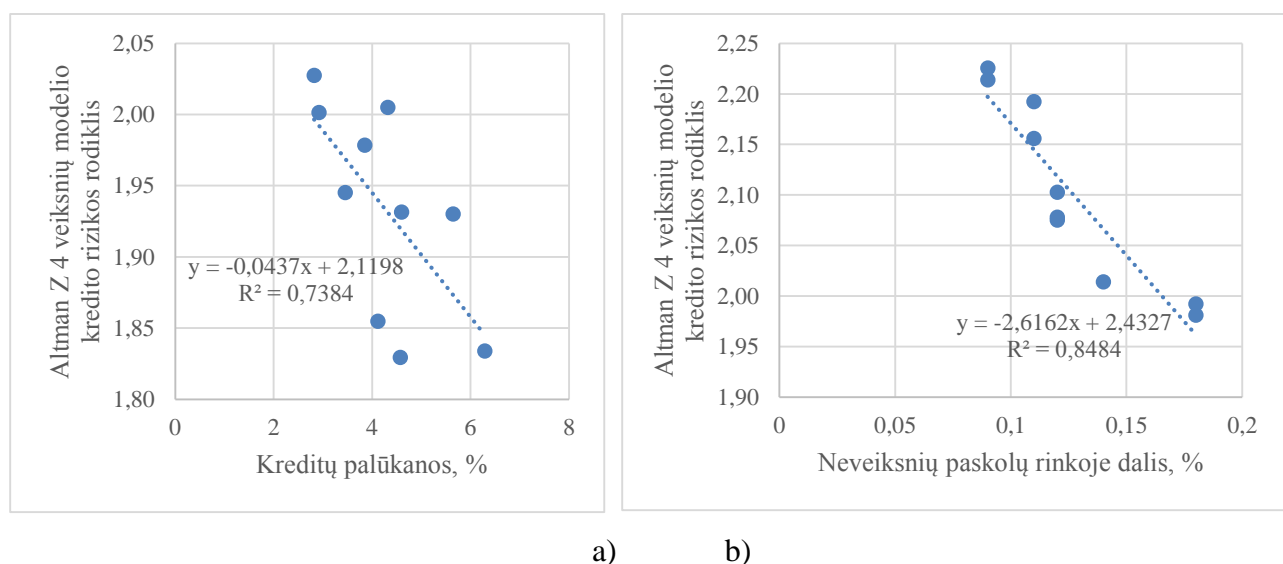 Altman Z 4 veiksnių modelio
kredito rizikos rodiklis
2,05
2,00
1,95
1,90
1,85
1,80
y = -0,0437x + 2,1198
R² = 0,7384
0
2
4
6
8
Kreditų palūkanos, %
Altman Z 4 veiksnių modelio
kredito rizikos rodiklis
2,25
2,20
2,15
2,10
2,05
2,00
1,95
1,90
y = -2,6162x + 2,4327
R² = 0,8484
0
0,05
0,1
0,15
0,2
Neveiksnių paskolų rinkoje dalis, %
a) b)